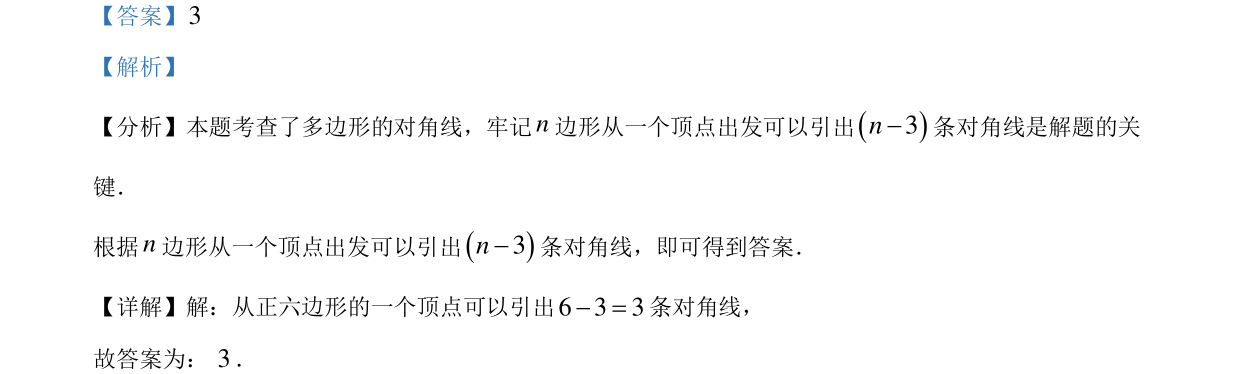 【答案】3
【解析】
【分析】本题考查了多边形的对角线，牢记 n 边形从一个顶点出发可以引出(n−3)条对角线是解题的关
键．
根据 n 边形从一个顶点出发可以引出(n−3)条对角线，即可得到答案．
【详解】解：从正六边形的一个顶点可以引出6−3=3条对角线，
故答案为： 3．